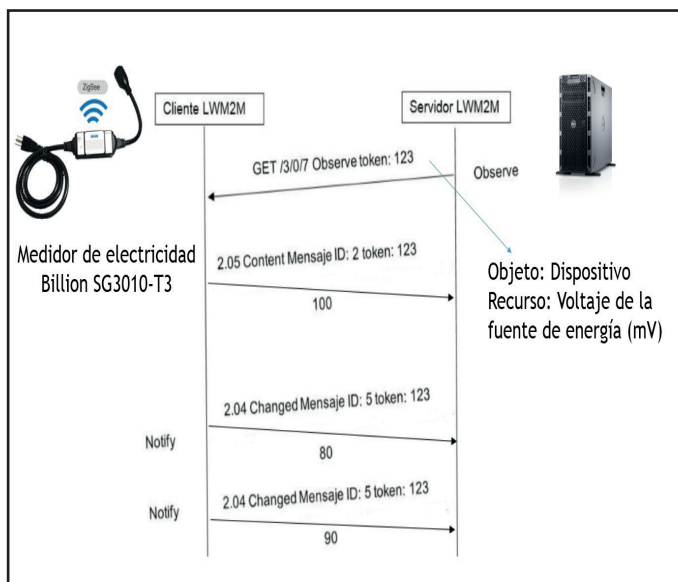 ZigBee
Cliente LWM2M
Servidor LWM2M
GET /3/0/7 Observe token: 123
Observe
Medidor de electricidad
Billion SG3010-T3
2.05 Content Mensaje ID: 2 token: 123
100
Objeto: Dispositivo
Recurso: Voltaje de la
fuente de energía (mV)
2.04 Changed Mensaje ID: 5 token: 123
Notify
80
2.04 Changed Mensaje ID: 5 token: 123
Notify
90